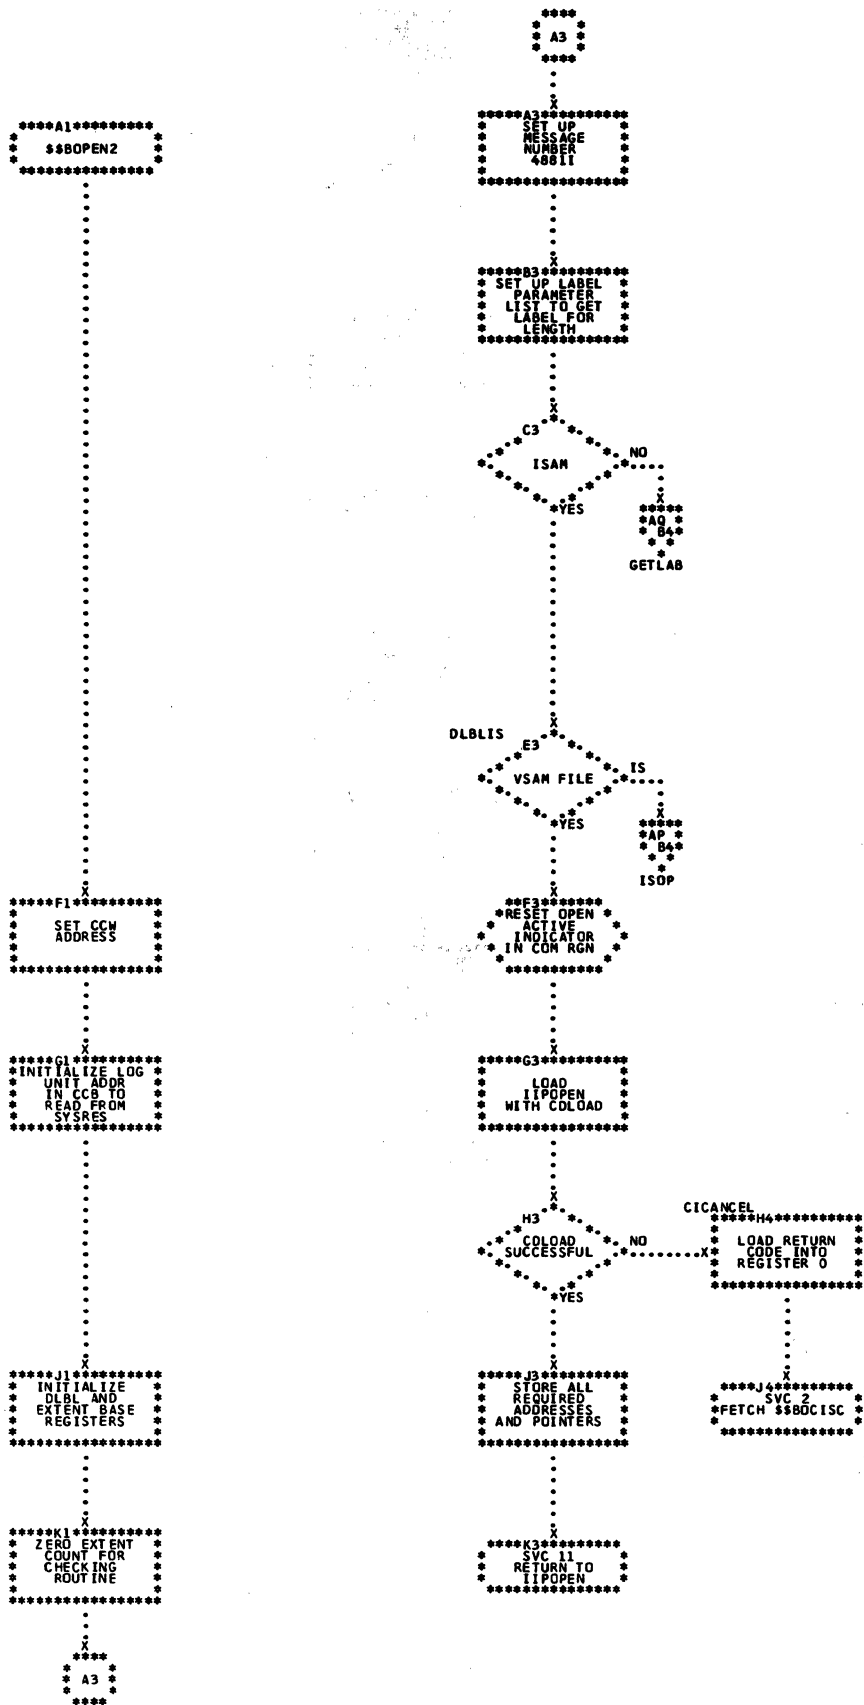 A1
$$BOPEN2
F1
SET CCW
ADDRESS
G1
INITIALIZE LOG
UNIT ADDR
IN CCB TO
READ FROM
SYSRES
J1
INITIALIZE
DLBL AND
EXTENT BASE
REGISTERS
K1
ZERO EXTENT
COUNT FOR
CHECKING
ROUTINE
A3
A3
A3
SET UP
MESSAGE
NUMBER
4881I
B3
SET UP LABEL
PARAMETER
LIST TO GET
LABEL FOR
LENGTH
C3
ISAM
NO
YES
AQ
B4
GETLAB
DLBLIS
E3
VSAM FILE
IS
YES
AP
B4
ISOP
F3
RESET OPEN
ACTIVE
INDICATOR
IN COM RGN
G3
LOAD
IIPOPEN
WITH CDLOAD
H3
CDLOAD
SUCCESSFUL
NO
YES
CICANCEL
H4
LOAD RETURN
CODE INTO
REGISTER 0
J3
STORE ALL
REQUIRED
ADDRESSES
AND POINTERS
J4
SVC 2
FETCH $$BOCISC
K3
SVC 11
RETURN TO
IIPOPEN